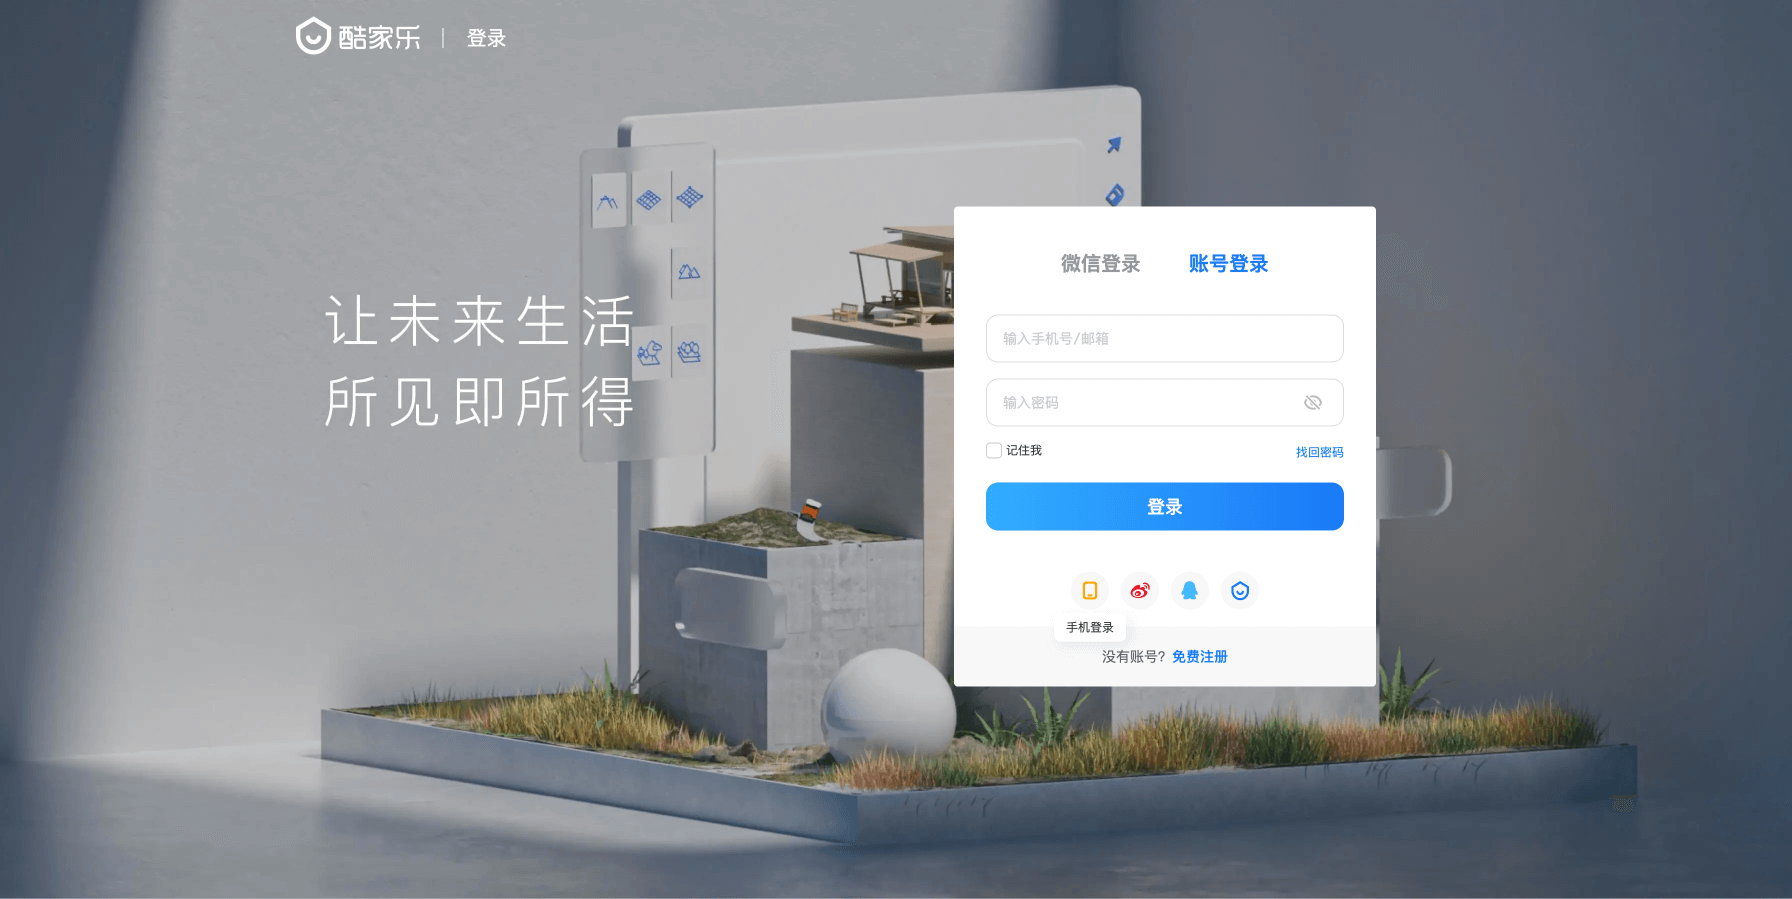 酷家乐 | 登录
让未来生活
所见即所得
微信登录 账号登录
输入手机号/邮箱
输入密码
记住我 找回密码
登录
手机登录
没有账号? 免费注册